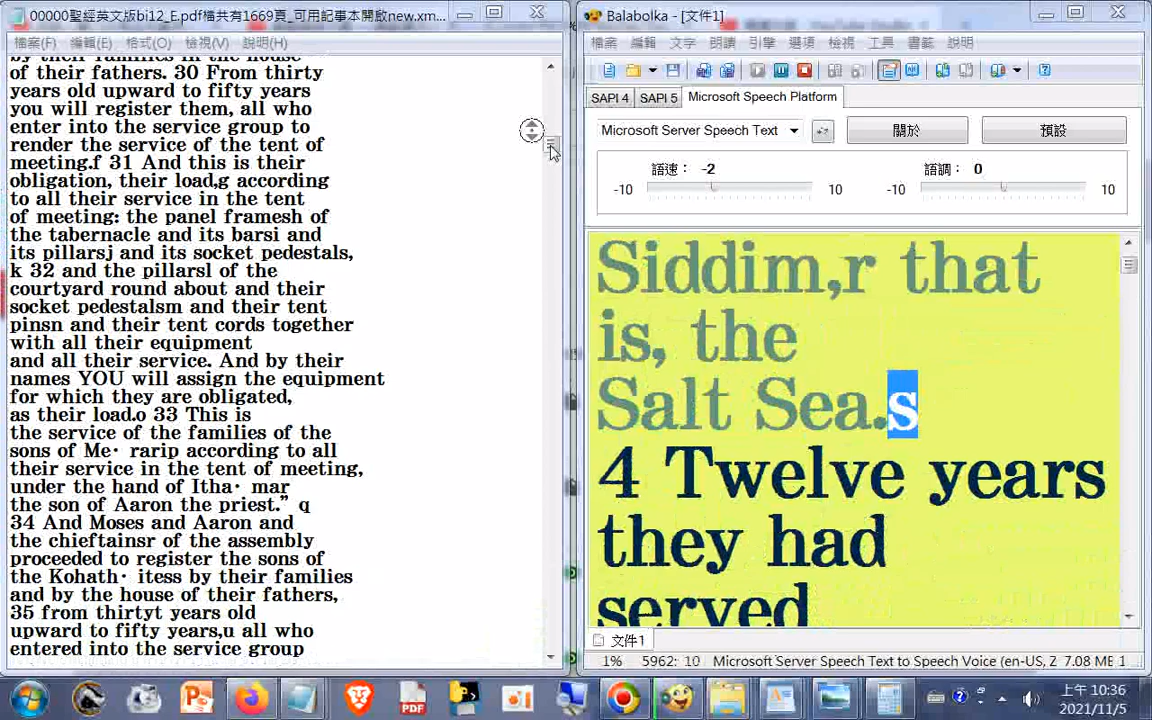 00000聖經英文版bi12_E.pdf檔共有1669頁_可用記事本開啟new.xm...
檔案(F) 編輯(E) 格式(O) 檢視(V) 說明(H)
by their families in the house
of their fathers. 30 From thirty
years old upward to fifty years
you will register them, all who
enter into the service group to
render the service of the tent of
meeting.f 31 And this is their
obligation, their load,g according
to all their service in the tent
of meeting: the panel framesh of
the tabernacle and its barsi and
its pillarsj and its socket pedestals,
k 32 and the pillarsl of the
courtyard round about and their
socket pedestalsm and their tent
pinsn and their tent cords together
with all their equipment
and all their service. And by their
names YOU will assign the equipment
for which they are obligated,
as their load.o 33 This is
the service of the families of the
sons of Me· rarip according to all
their service in the tent of meeting,
under the hand of Itha· mar
the son of Aaron the priest.” q
34 And Moses and Aaron and
the chieftainsr of the assembly
proceeded to register the sons of
the Kohath· itess by their families
and by the house of their fathers,
35 from thirtyt years old
upward to fifty years,u all who
entered into the service group
Balabolka - [文件1]
檔案 編輯 文字 朗讀 引擎 選項 檢視 工具 書籤 說明
SAPI 4 SAPI 5 Microsoft Speech Platform
Microsoft Server Speech Text 關於 預設
語速： -2 語調： 0
-10 10 -10 10
Siddim,r that
is, the
Salt Sea.s
4 Twelve years
they had
served
文件1
1% 5962: 10 Microsoft Server Speech Text to Speech Voice (en-US, Z 7.08 ME 1
上午 10:36
2021/11/5